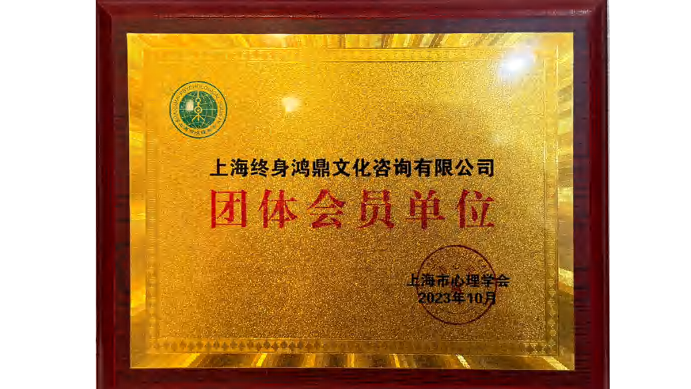 上海终身鸿鼎文化咨询有限公司
团体会员单位
上海市心理学会
2023年10月